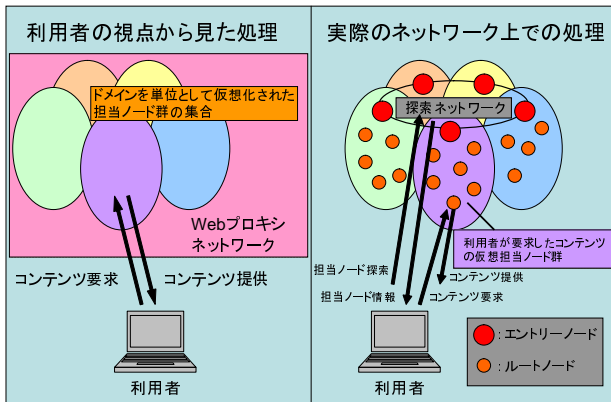 利用者の視点から見た処理
ドメインを単位として仮想化された
担当ノード群の集合
Webプロキシ
ネットワーク
コンテンツ要求
コンテンツ提供
利用者
実際のネットワーク上での処理
探索ネットワーク
利用者が要求したコンテンツ
の仮想担当ノード群
担当ノード探索
コンテンツ提供
担当ノード情報
コンテンツ要求
利用者
：エントリーノード
：ルートノード